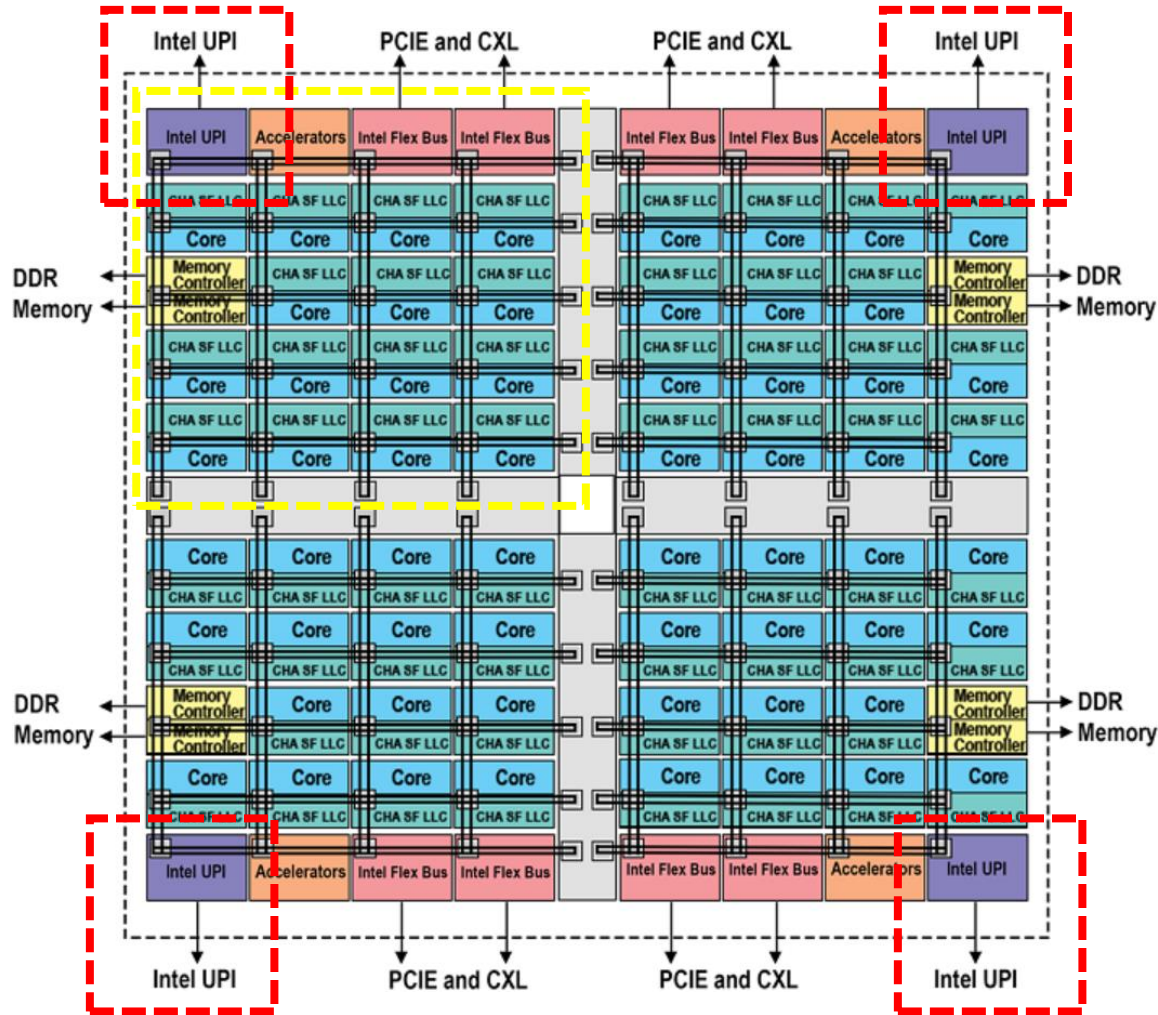 Intel UPI PCIE and CXL PCIE and CXL Intel UPI
Intel UPI Accelerators Intel Flex Bus Intel Flex Bus Intel Flex Bus Intel Flex Bus Accelerators Intel UPI
CHA SF LLC CHA SF LLC CHA SF LLC CHA SF LLC CHA SF LLC CHA SF LLC CHA SF LLC CHA SF LLC
Core Core Core Core Core Core Core Core
DDR Memory Controller CHA SF LLC CHA SF LLC CHA SF LLC CHA SF LLC CHA SF LLC CHA SF LLC Memory Controller DDR
Memory Memory Controller Core Core Core Core Core Core Memory Controller Memory
CHA SF LLC CHA SF LLC CHA SF LLC CHA SF LLC CHA SF LLC CHA SF LLC CHA SF LLC CHA SF LLC
Core Core Core Core Core Core Core Core
CHA SF LLC CHA SF LLC CHA SF LLC CHA SF LLC CHA SF LLC CHA SF LLC CHA SF LLC CHA SF LLC
Core Core Core Core Core Core Core Core
Core Core Core Core Core Core Core Core
CHA SF LLC CHA SF LLC CHA SF LLC CHA SF LLC CHA SF LLC CHA SF LLC CHA SF LLC CHA SF LLC
Core Core Core Core Core Core Core Core
CHA SF LLC CHA SF LLC CHA SF LLC CHA SF LLC CHA SF LLC CHA SF LLC CHA SF LLC CHA SF LLC
DDR Memory Controller Core Core Core Core Core Core Memory Controller DDR
Memory Memory Controller CHA SF LLC CHA SF LLC CHA SF LLC CHA SF LLC CHA SF LLC CHA SF LLC Memory Controller Memory
Core Core Core Core Core Core Core Core
CHA SF LLC CHA SF LLC CHA SF LLC CHA SF LLC CHA SF LLC CHA SF LLC CHA SF LLC CHA SF LLC
Intel UPI Accelerators Intel Flex Bus Intel Flex Bus Intel Flex Bus Intel Flex Bus Accelerators Intel UPI
Intel UPI PCIE and CXL PCIE and CXL Intel UPI